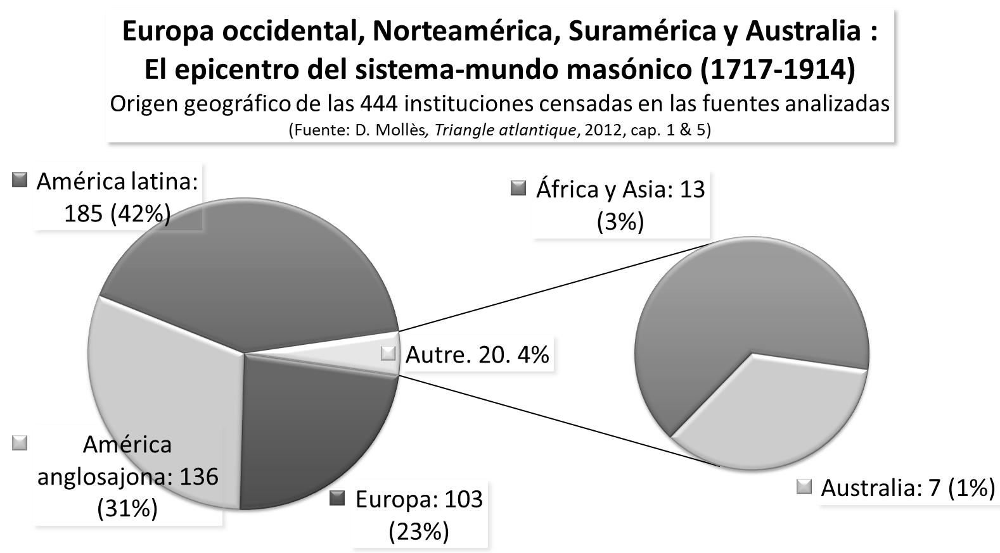 Europa occidental, Norteamérica, Suramérica y Australia :
El epicentro del sistema-mundo masónico (1717-1914)
Origen geográfico de las 444 instituciones censadas en las fuentes analizadas
(Fuente: D. Mollès, Triangle atlantique, 2012, cap. 1 & 5)
América latina:
185 (42%)
África y Asia: 13
(3%)
Autre. 20. 4%
América
anglosajona: 136
(31%)
Europa: 103
(23%)
Australia: 7 (1%)